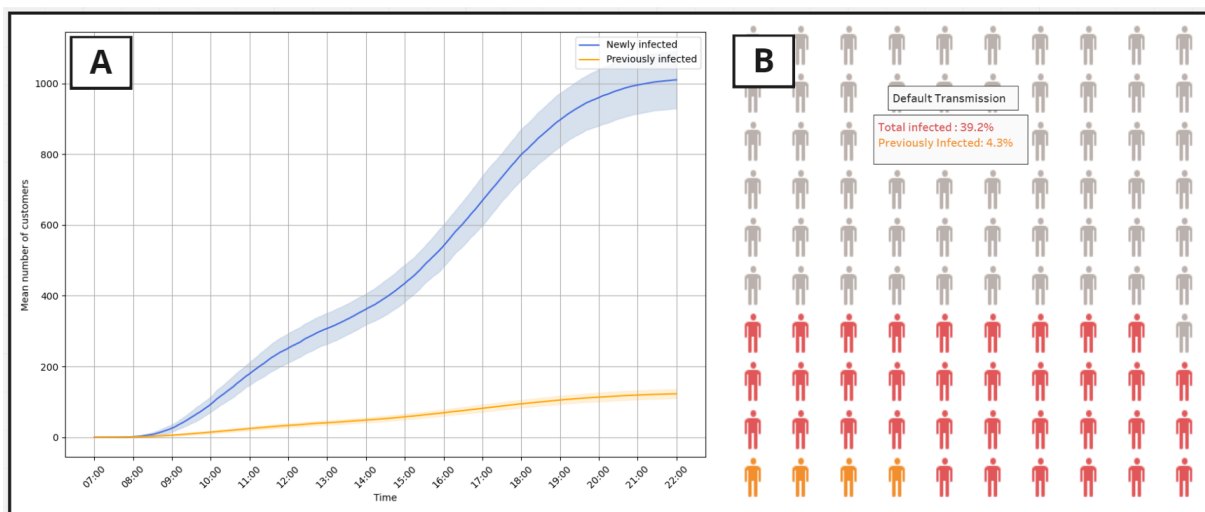 A
Newly infected
Previously infected
Mean number of customers
1000
800
600
400
200
0
07:00
08:00
09:00
10:00
11:00
12:00
13:00
14:00
15:00
16:00
17:00
18:00
19:00
20:00
21:00
22:00
Time
B
Default Transmission
Total infected : 39.2%
Previously Infected: 4.3%